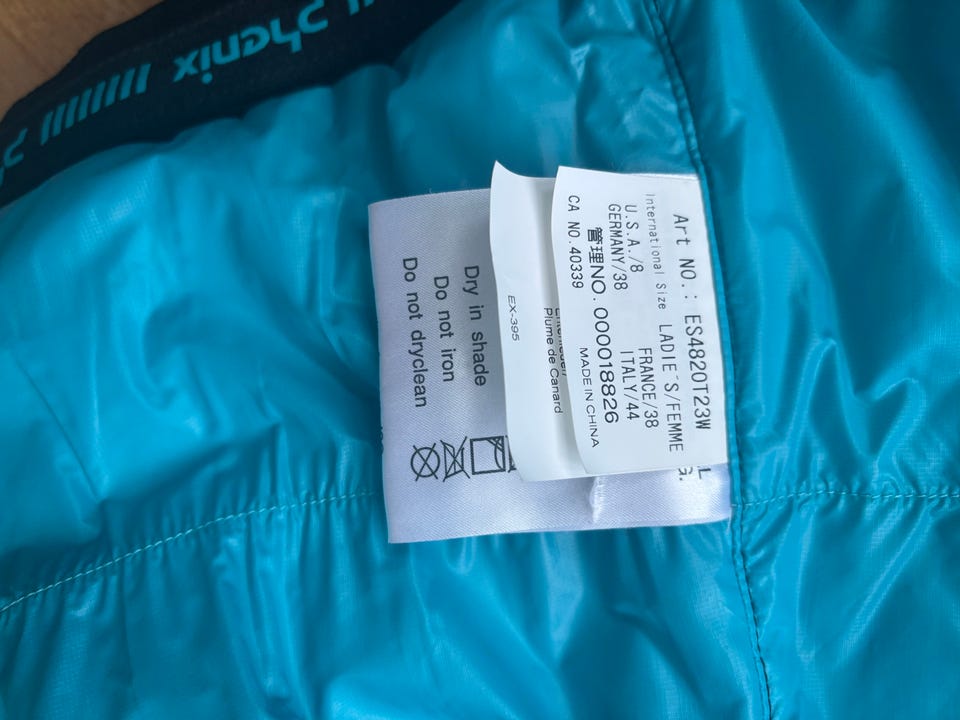 phenix
Art NO.: ES4820T23W
International Size LADIE´S/FEMME
U.S.A./8 FRANCE/38
GERMANY/38 ITALY/44
管理NO. 000018826
CA NO. 40339 MADE IN CHINA
Plume de Canard
EX-395
Dry in shade
Do not iron
Do not dryclean